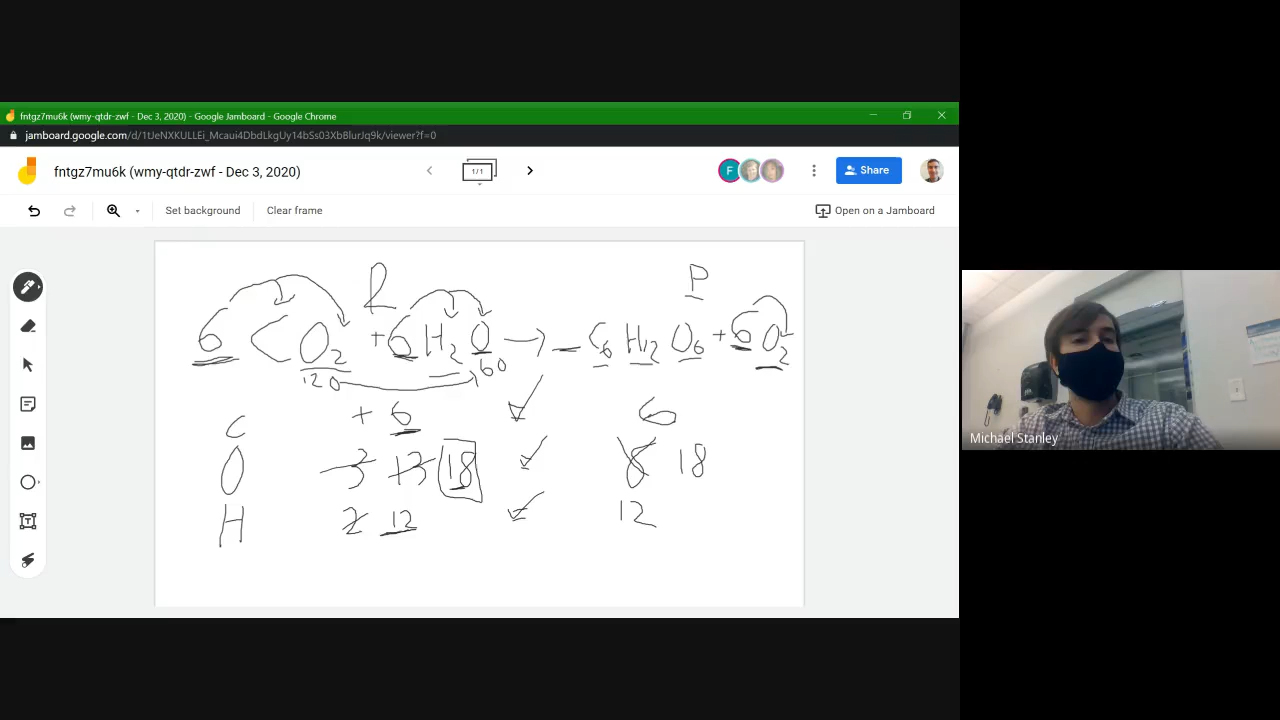 fntgz7mu6k (wmy-qtdr-zwf - Dec 3, 2020) - Google Jamboard - Google Chrome
jamboard.google.com/d/1tJeNXKULLEi_Mcaui4DbdLkgUy14bSs03XbBlurJq9k/viewer?f=0
fntgz7mu6k (wmy-qtdr-zwf - Dec 3, 2020)
1/1
F
Share
Set background
Clear frame
Open on a Jamboard
R P
6 CO2 + 6 H2O → _ C6 H12 O6 + 6 O2
120 60
C 6 6
O 3 13 18 8 18
H 2 12 12
Michael Stanley